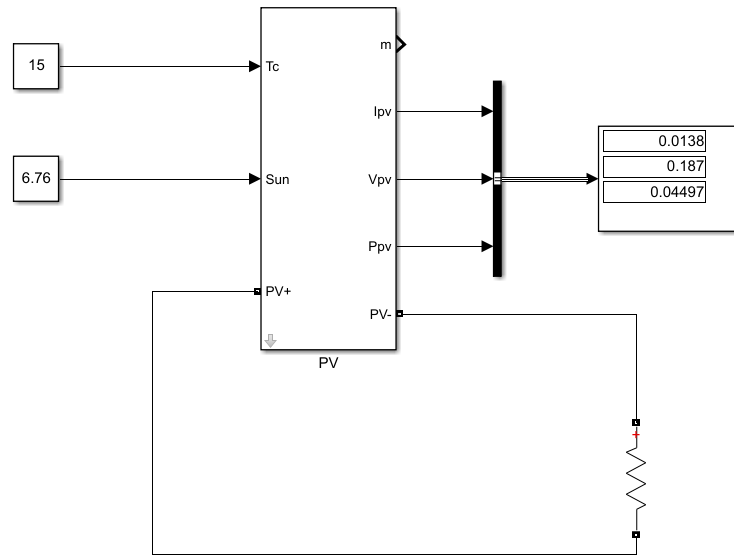 m
15
Tc
Ipv
0.0138
0.187
6.76
Sun
Vpv
0.04497
Ppv
PV+
PV-
PV
+